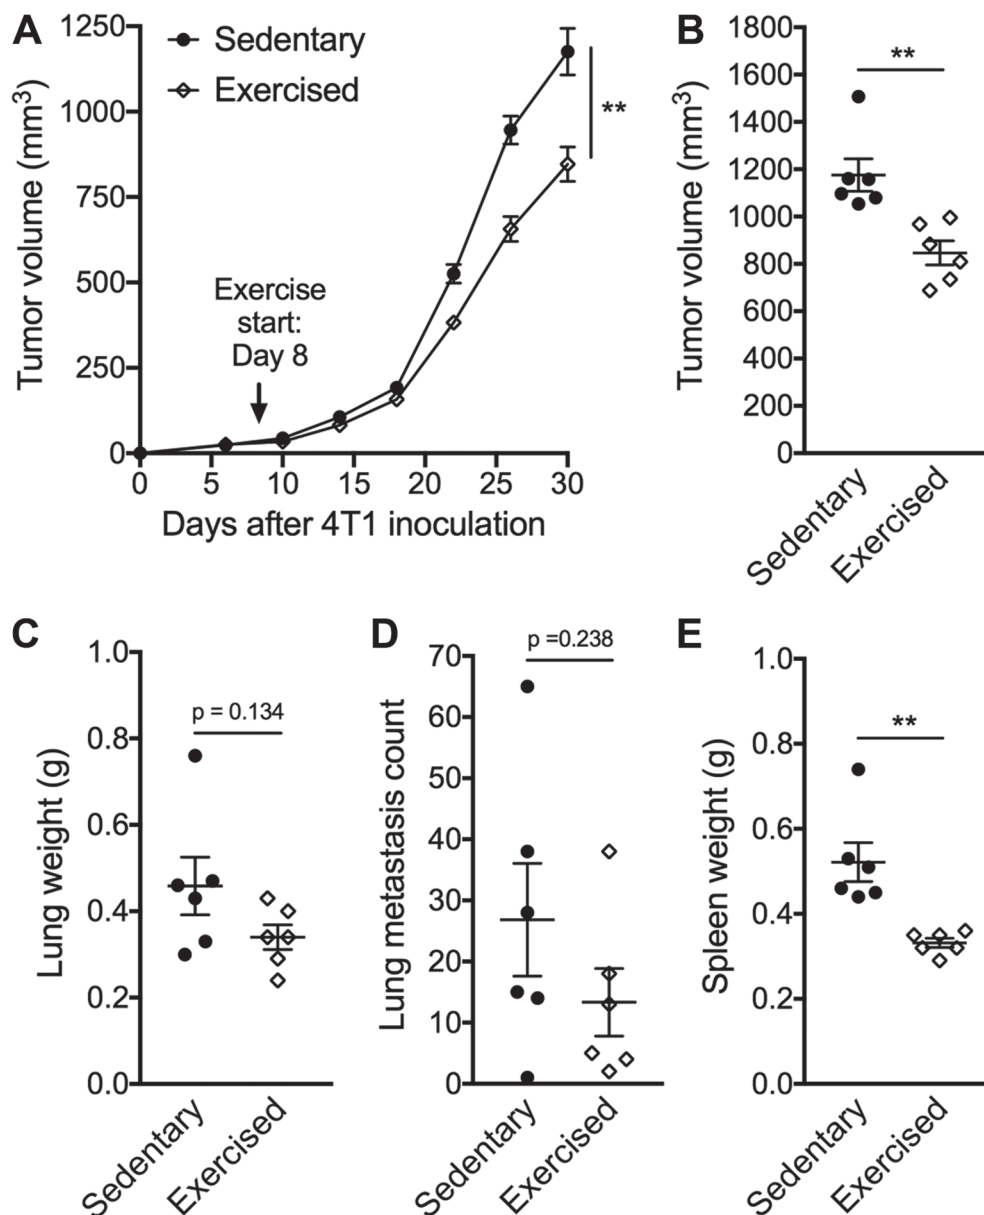 A
Tumor volume (mm³)
1250
1000
750
500
250
0
Sedentary
Exercised
**
Exercise
start:
Day 8
0 5 10 15 20 25 30
Days after 4T1 inoculation
B
Tumor volume (mm³)
1800
1600
1400
1200
1000
800
600
400
200
0
**
Sedentary
Exercised
C
Lung weight (g)
1.0
0.8
0.6
0.4
0.2
0.0
p = 0.134
Sedentary
Exercised
D
Lung metastasis count
70
60
50
40
30
20
10
0
p =0.238
Sedentary
Exercised
E
Spleen weight (g)
1.0
0.8
0.6
0.4
0.2
0.0
**
Sedentary
Exercised